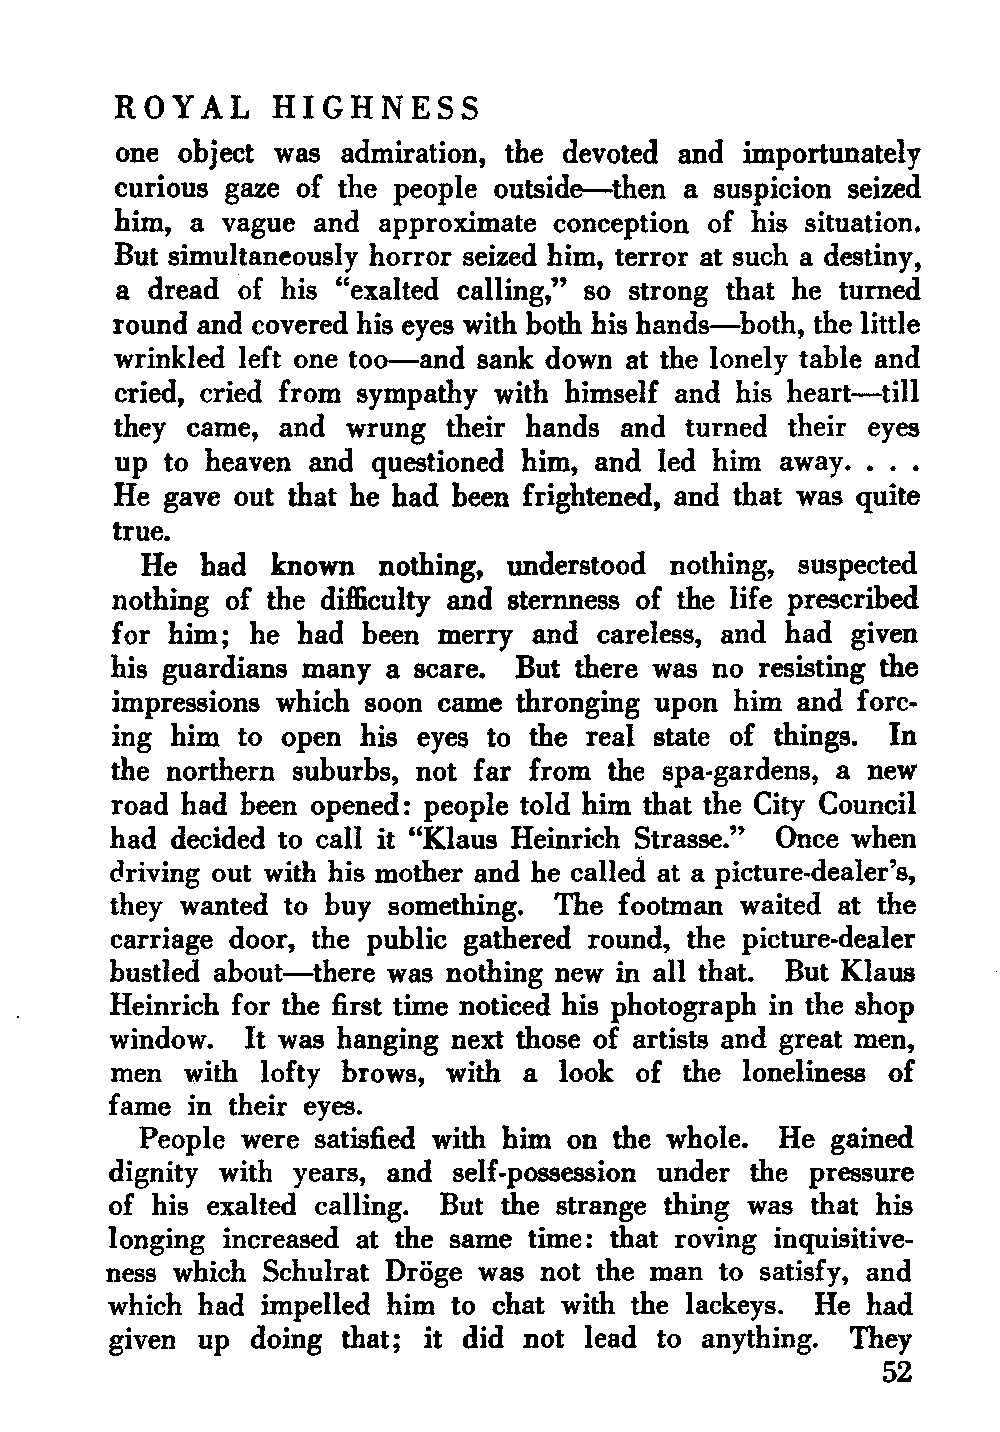 ROYAL HIGHNESS
one object was admiration, the devoted and importunately
curious gaze of the people outside—then a suspicion seized
him, a vague and approximate conception of his situation.
But simultaneously horror seized him, terror at such a destiny,
a dread of his “exalted calling,” so strong that he turned
round and covered his eyes with both his hands—both, the little
wrinkled left one too—and sank down at the lonely table and
cried, cried from sympathy with himself and his heart—till
they came, and wrung their hands and turned their eyes
up to heaven and questioned him, and led him away. . . .
He gave out that he had been frightened, and that was quite
true.
He had known nothing, understood nothing, suspected
nothing of the difficulty and sternness of the life prescribed
for him; he had been merry and careless, and had given
his guardians many a scare. But there was no resisting the
impressions which soon came thronging upon him and forc-
ing him to open his eyes to the real state of things. In
the northern suburbs, not far from the spa-gardens, a new
road had been opened: people told him that the City Council
had decided to call it “Klaus Heinrich Strasse.” Once when
driving out with his mother and he called at a picture-dealer’s,
they wanted to buy something. The footman waited at the
carriage door, the public gathered round, the picture-dealer
bustled about—there was nothing new in all that. But Klaus
Heinrich for the first time noticed his photograph in the shop
window. It was hanging next those of artists and great men,
men with lofty brows, with a look of the loneliness of
fame in their eyes.
People were satisfied with him on the whole. He gained
dignity with years, and self-possession under the pressure
of his exalted calling. But the strange thing was that his
longing increased at the same time: that roving inquisitive-
ness which Schulrat Dröge was not the man to satisfy, and
which had impelled him to chat with the lackeys. He had
given up doing that; it did not lead to anything. They
52